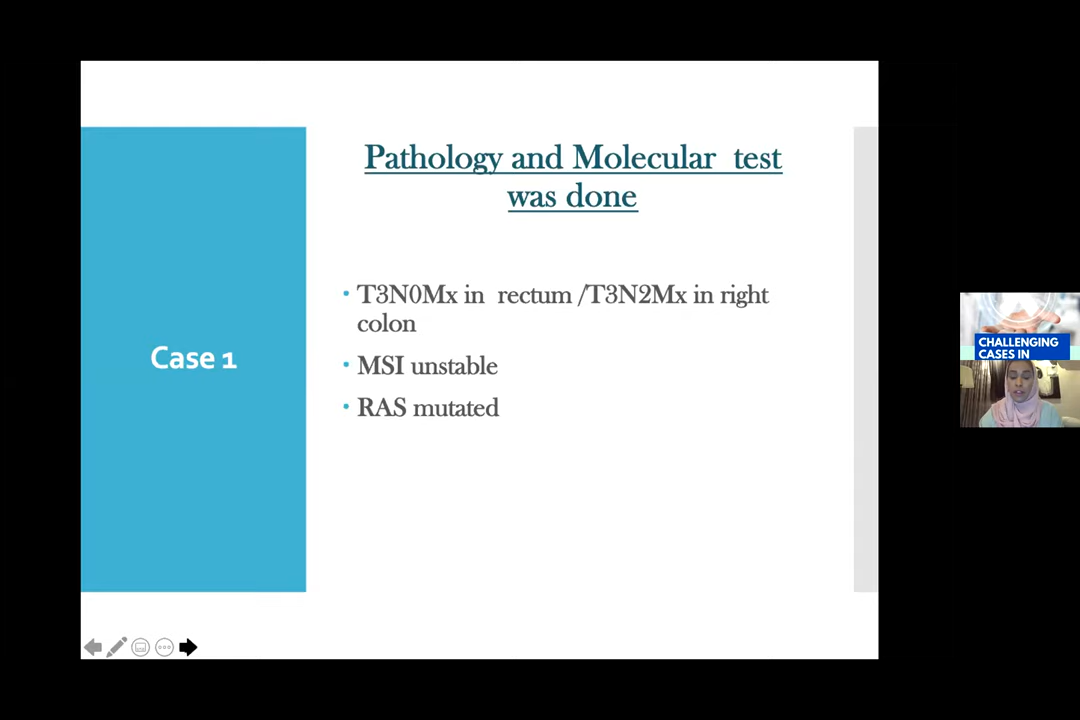 Pathology and Molecular test
was done
• T3N0Mx in rectum /T3N2Mx in right
colon
• MSI unstable
• RAS mutated
Case 1
CHALLENGING
CASES IN